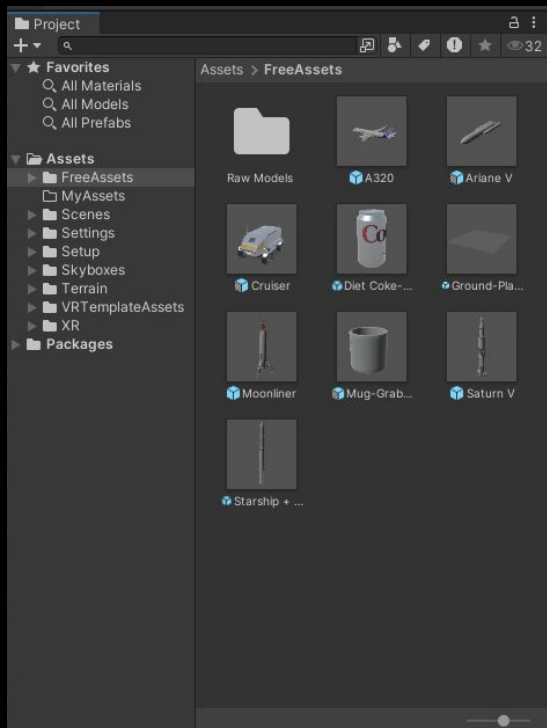 Project
32
Favorites
All Materials
All Models
All Prefabs
Assets
FreeAssets
MyAssets
Scenes
Settings
Setup
Skyboxes
Terrain
VRTemplateAssets
XR
Packages
Assets > FreeAssets
Raw Models
A320
Ariane V
Cruiser
Co
Diet Coke-...
Ground-Pla...
Moonliner
Mug-Grab...
Saturn V
Starship + ...